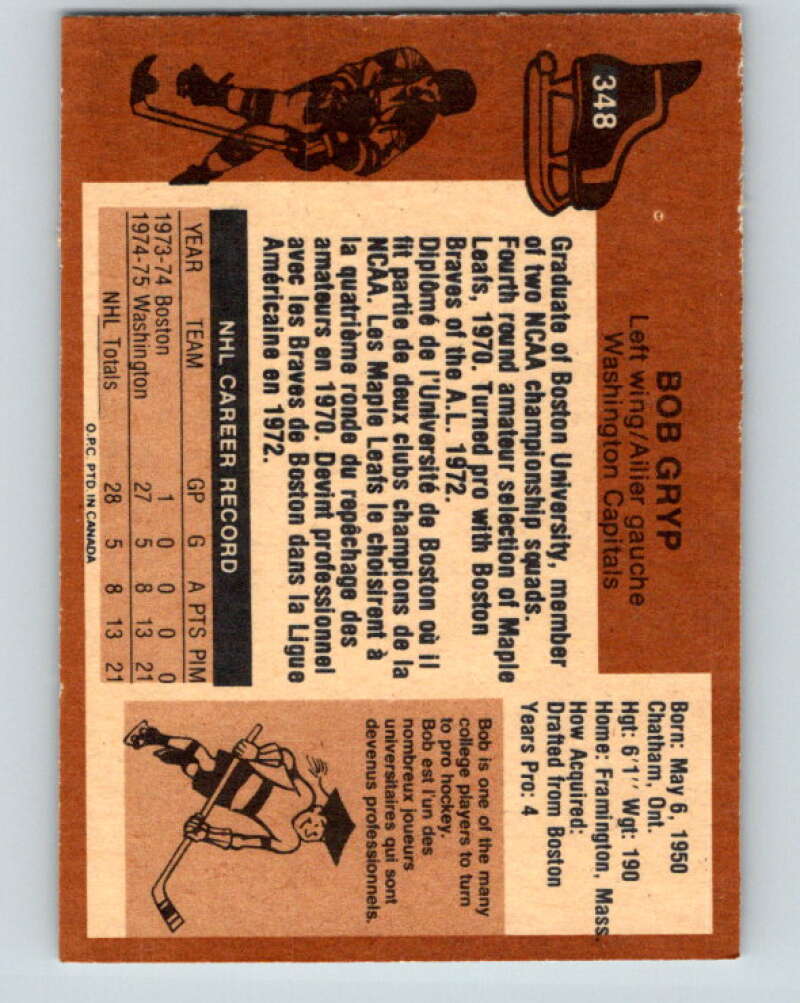 348
BOB GRYP
Left wing/Ailier gauche
Washington Capitals
Born: May 6, 1950
Chatham, Ont.
Hgt: 6'1" Wgt: 190
Home: Framington, Mass.
How Acquired:
Drafted from Boston
Years Pro: 4
Graduate of Boston University, member
of two NCAA championship squads.
Fourth round amateur selection of Maple
Leafs, 1970. Turned pro with Boston
Braves of the A.L. 1972.
Diplômé de l'Université de Boston où il
fit partie de deux clubs champions de la
NCAA. Les Maple Leafs le choisirent à
la quatrième ronde du repêchage des
amateurs en 1970. Devint professionnel
avec les Braves de Boston dans la Ligue
Américaine en 1972.
NHL CAREER RECORD
YEAR TEAM GP G A PTS PIM
1973-74 Boston 1 0 0 0 0
1974-75 Washington 27 5 8 13 21
NHL Totals 28 5 8 13 21
O.P.C. PTD. IN CANADA
Bob is one of the many
college players to turn
to pro hockey.
Bob est l'un des
nombreux joueurs
universitaires qui sont
devenus professionnels.